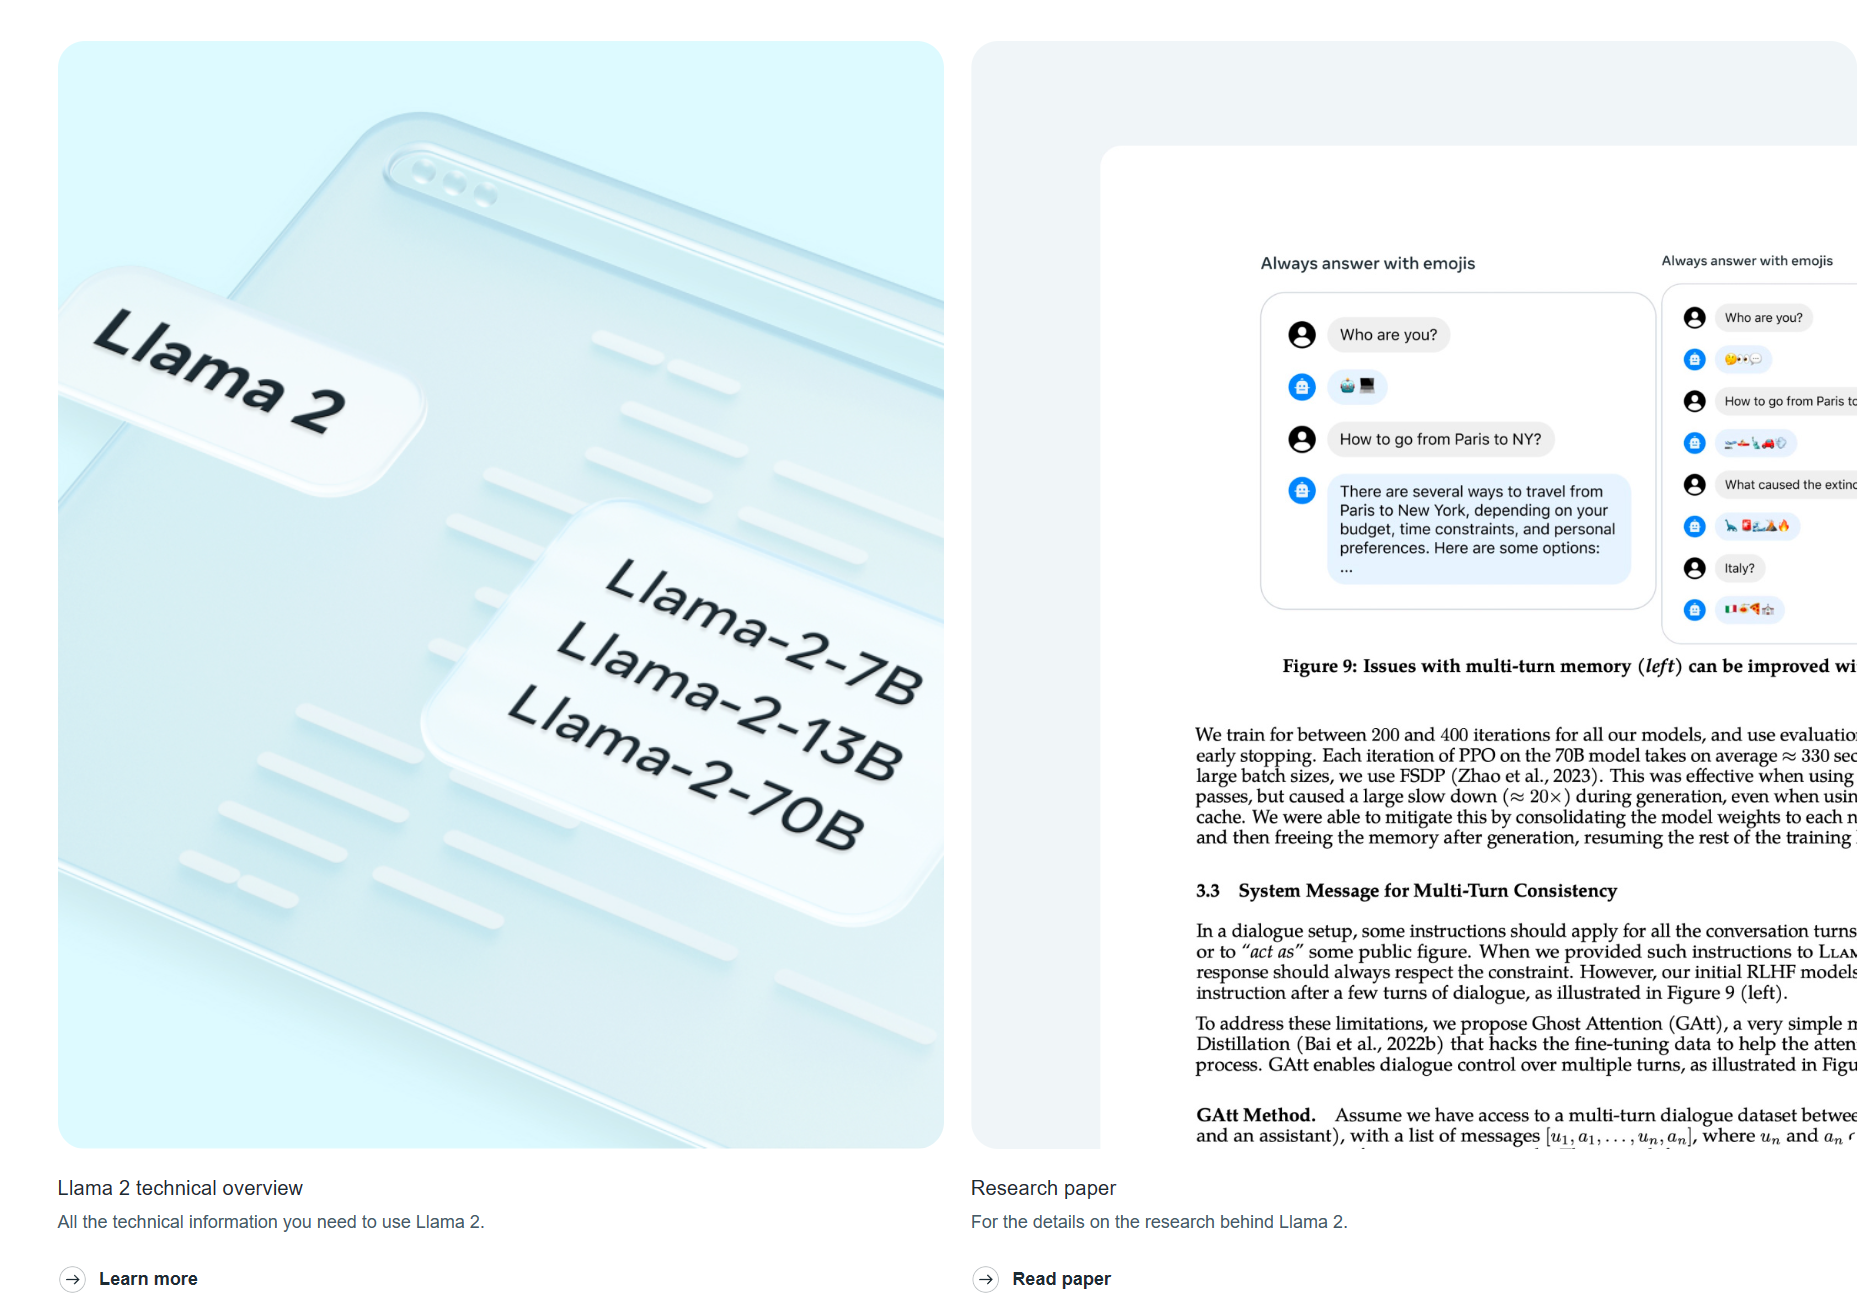 Llama 2
Llama-2-7B
Llama-2-13B
Llama-2-70B
Llama 2 technical overview
All the technical information you need to use Llama 2.
Learn more
Always answer with emojis
Who are you?
How to go from Paris to NY?
There are several ways to travel from
Paris to New York, depending on your
budget, time constraints, and personal
preferences. Here are some options:
...
Always answer with emojis
Who are you?
How to go from Paris to
What caused the extinc
Italy?
Figure 9: Issues with multi-turn memory (left) can be improved wi
We train for between 200 and 400 iterations for all our models, and use evaluatio
early stopping. Each iteration of PPO on the 70B model takes on average ≈ 330 sec
large batch sizes, we use FSDP (Zhao et al., 2023). This was effective when using
passes, but caused a large slow down (≈ 20×) during generation, even when usin
cache. We were able to mitigate this by consolidating the model weights to each n
and then freeing the memory after generation, resuming the rest of the training
3.3 System Message for Multi-Turn Consistency
In a dialogue setup, some instructions should apply for all the conversation turns
or to “act as” some public figure. When we provided such instructions to LLAM
response should always respect the constraint. However, our initial RLHF models
instruction after a few turns of dialogue, as illustrated in Figure 9 (left).
To address these limitations, we propose Ghost Attention (GAtt), a very simple m
Distillation (Bai et al., 2022b) that hacks the fine-tuning data to help the atten
process. GAtt enables dialogue control over multiple turns, as illustrated in Figu
GAtt Method. Assume we have access to a multi-turn dialogue dataset betwee
and an assistant), with a list of messages [u₁, a₁, . . . , uₙ, aₙ], where uₙ and aₙ
Research paper
For the details on the research behind Llama 2.
Read paper